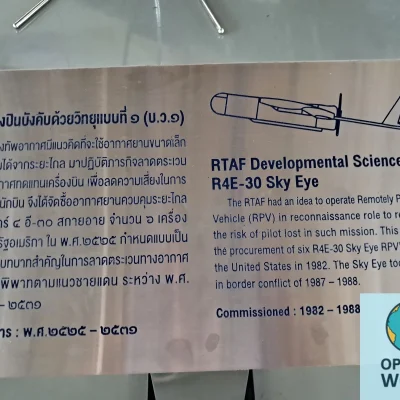 ปืนบังคับด้วยวิทยุแบบที่ ๑ (บ.ว.๑)
ทัพอากาศมีแนวคิดที่จะใช้อากาศยานขนาดเล็ก
ได้จากระยะไกล มาปฏิบัติภารกิจลาดตระเวน
กาศทดแทนเครื่องบิน เพื่อลดความเสี่ยงในการ
นักบิน จึงได้จัดซื้ออากาศยานควบคุมระยะไกล
าร์ ๔ อี-๓๐ สกายอาย จำนวน ๖ เครื่อง
รัฐอเมริกา ใน พ.ศ.๒๕๒๕ กำหนดแบบเป็น
บทบาทสำคัญในการลาดตระเวนทางอากาศ
พิพาทตามแนวชายแดน ระหว่าง พ.ศ.
- ๒๕๓๑
าร : พ.ศ.๒๕๒๕ - ๒๕๓๑
RTAF Developmental Science
R4E-30 Sky Eye
The RTAF had an idea to operate Remotely P
Vehicle (RPV) in reconnaissance role to re
the risk of pilot lost in such mission. This
the procurement of six R4E-30 Sky Eye RPV
the United States in 1982. The Sky Eye too
in border conflict of 1987 - 1988.
Commissioned : 1982 - 1988
OP
W